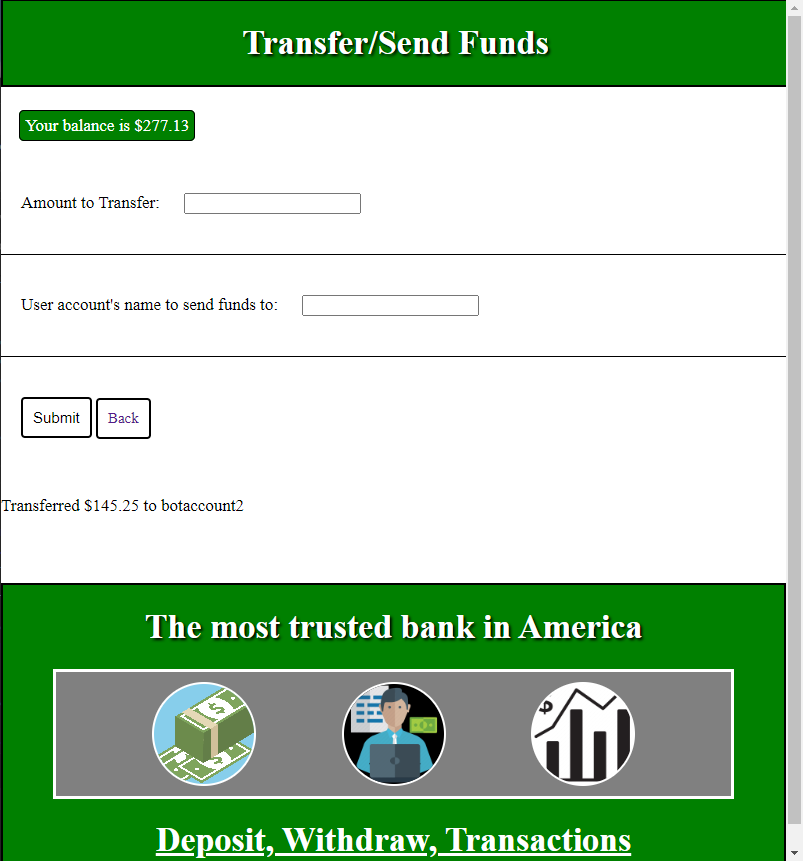 Transfer/Send Funds
Your balance is $277.13
Amount to Transfer:
User account's name to send funds to:
Submit Back
Transferred $145.25 to botaccount2
The most trusted bank in America
Deposit, Withdraw, Transactions